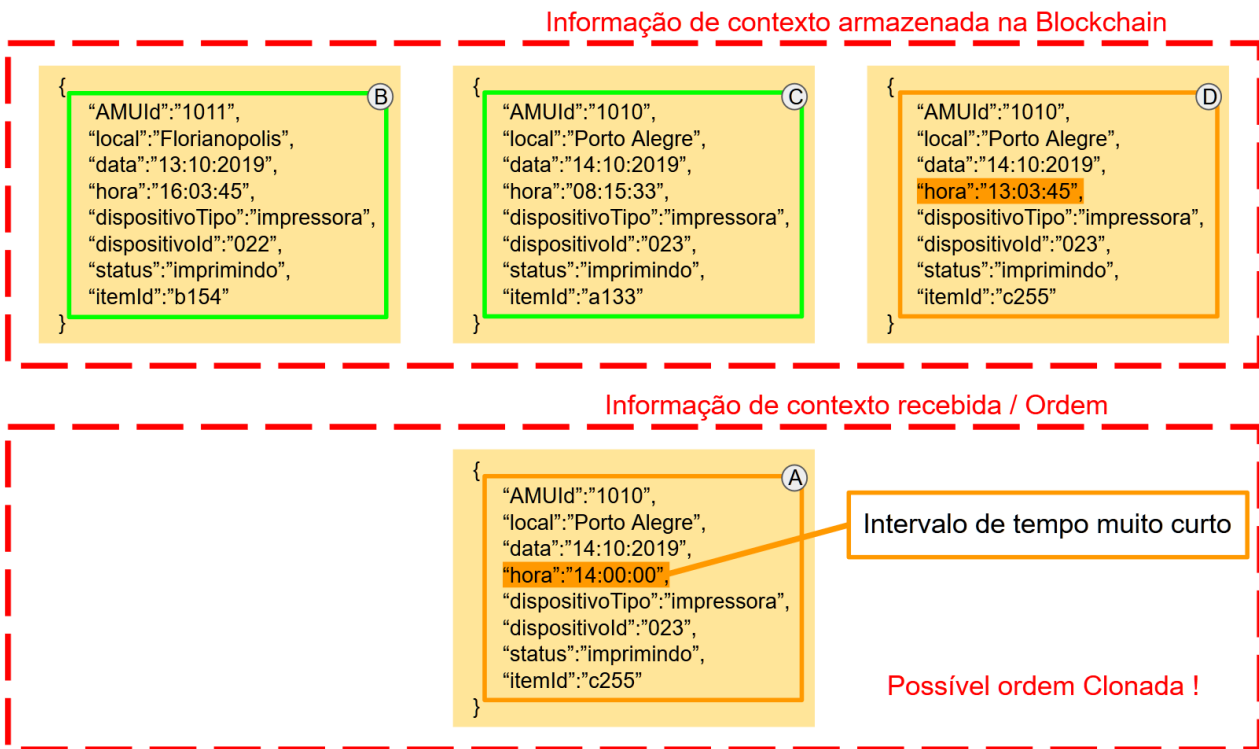 Informação de contexto armazenada na Blockchain
B
{
“AMUId”:”1011”,
“local”:”Florianopolis”,
“data”:”13:10:2019”,
“hora”:”16:03:45”,
“dispositivoTipo”:”impressora”,
“dispositivoId”:”022”,
“status”:”imprimindo”,
“itemId”:”b154”
}
C
{
“AMUId”:”1010”,
“local”:”Porto Alegre”,
“data”:”14:10:2019”,
“hora”:”08:15:33”,
“dispositivoTipo”:”impressora”,
“dispositivoId”:”023”,
“status”:”imprimindo”,
“itemId”:”a133”
}
D
{
“AMUId”:”1010”,
“local”:”Porto Alegre”,
“data”:”14:10:2019”,
“hora”:”13:03:45”,
“dispositivoTipo”:”impressora”,
“dispositivoId”:”023”,
“status”:”imprimindo”,
“itemId”:”c255”
}
Informação de contexto recebida / Ordem
A
{
“AMUId”:”1010”,
“local”:”Porto Alegre”,
“data”:”14:10:2019”,
“hora”:”14:00:00”,
“dispositivoTipo”:”impressora”,
“dispositivoId”:”023”,
“status”:”imprimindo”,
“itemId”:”c255”
}
Intervalo de tempo muito curto
Possível ordem Clonada !